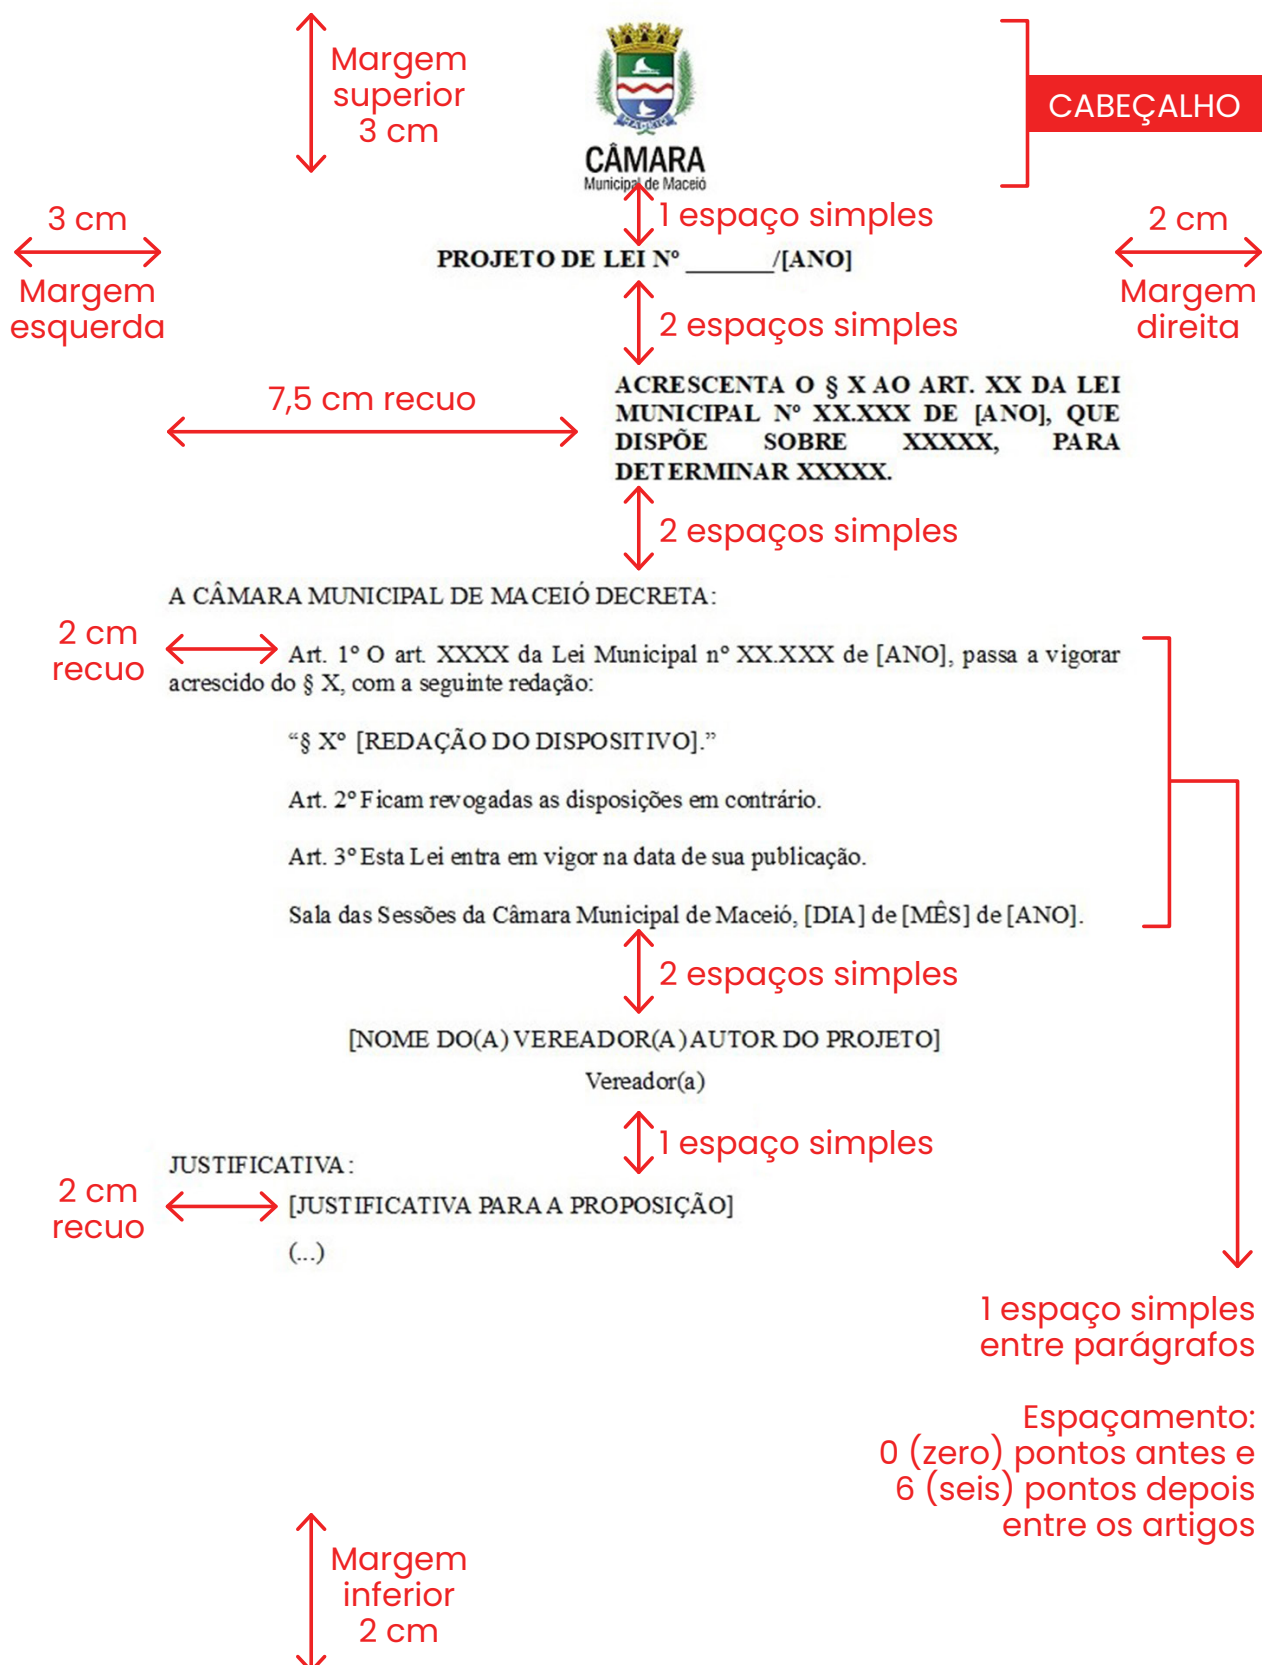 Margem
superior
3 cm
MACEIÓ
CÂMARA
Municipal de Maceió
CABEÇALHO
1 espaço simples
3 cm
Margem
esquerda
2 cm
Margem
direita
PROJETO DE LEI Nº _______/[ANO]
2 espaços simples
7,5 cm recuo
ACRESCENTA O § X AO ART. XX DA LEI
MUNICIPAL Nº XX.XXX DE [ANO], QUE
DISPÕE SOBRE XXXXX, PARA
DETERMINAR XXXXX.
2 espaços simples
A CÂMARA MUNICIPAL DE MACEIÓ DECRETA:
2 cm
recuo
Art. 1º O art. XXXX da Lei Municipal nº XX.XXX de [ANO], passa a vigorar
acrescido do § X, com a seguinte redação:
“§ Xº [REDAÇÃO DO DISPOSITIVO].”
Art. 2º Ficam revogadas as disposições em contrário.
Art. 3º Esta Lei entra em vigor na data de sua publicação.
Sala das Sessões da Câmara Municipal de Maceió, [DIA] de [MÊS] de [ANO].
2 espaços simples
[NOME DO(A) VEREADOR(A) AUTOR DO PROJETO]
Vereador(a)
1 espaço simples
JUSTIFICATIVA:
2 cm
recuo
[JUSTIFICATIVA PARA A PROPOSIÇÃO]
(...)
1 espaço simples
entre parágrafos
Espaçamento:
0 (zero) pontos antes e
6 (seis) pontos depois
entre os artigos
Margem
inferior
2 cm